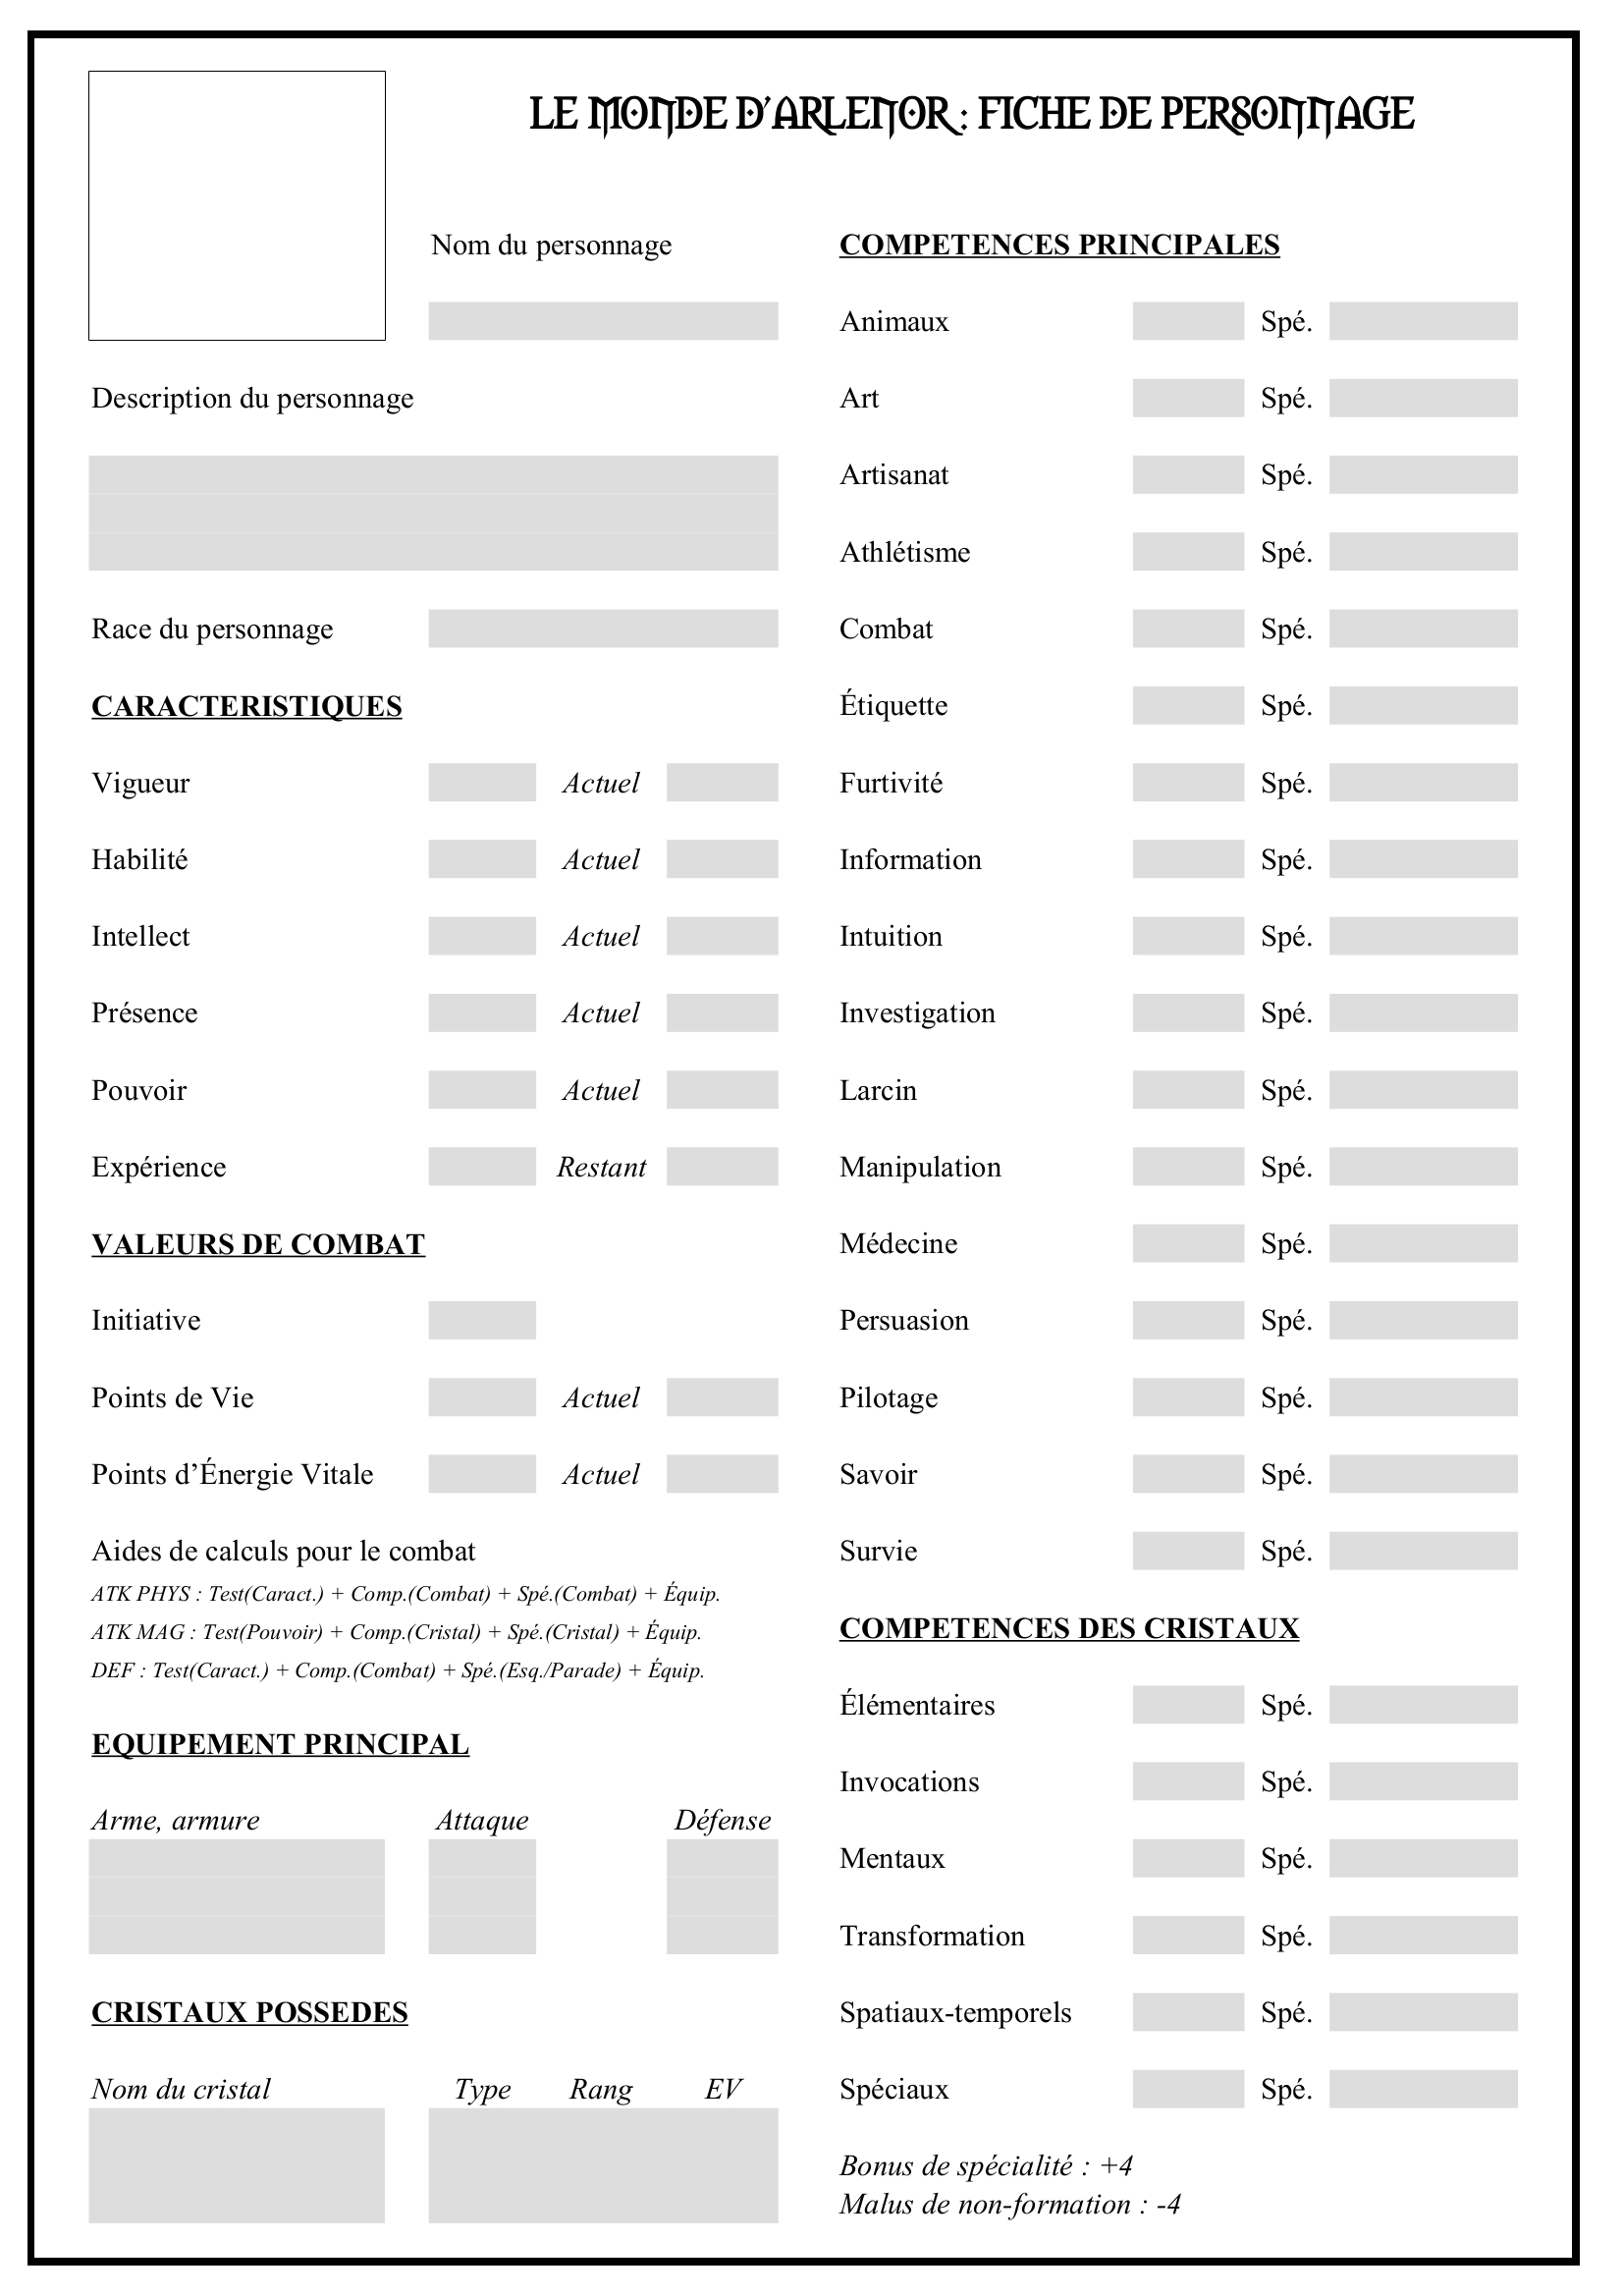 LE MONDE D'ARLENOR : FICHE DE PERSONNAGE
Nom du personnage
Description du personnage
Race du personnage
CARACTERISTIQUES
Vigueur Actuel
Habilité Actuel
Intellect Actuel
Présence Actuel
Pouvoir Actuel
Expérience Restant
VALEURS DE COMBAT
Initiative
Points de Vie Actuel
Points d’Énergie Vitale Actuel
Aides de calculs pour le combat
ATK PHYS : Test(Caract.) + Comp.(Combat) + Spé.(Combat) + Équip.
ATK MAG : Test(Pouvoir) + Comp.(Cristal) + Spé.(Cristal) + Équip.
DEF : Test(Caract.) + Comp.(Combat) + Spé.(Esq./Parade) + Équip.
EQUIPEMENT PRINCIPAL
Arme, armure Attaque Défense
CRISTAUX POSSEDES
Nom du cristal Type Rang EV
COMPETENCES PRINCIPALES
Animaux Spé.
Art Spé.
Artisanat Spé.
Athlétisme Spé.
Combat Spé.
Étiquette Spé.
Furtivité Spé.
Information Spé.
Intuition Spé.
Investigation Spé.
Larcin Spé.
Manipulation Spé.
Médecine Spé.
Persuasion Spé.
Pilotage Spé.
Savoir Spé.
Survie Spé.
COMPETENCES DES CRISTAUX
Élémentaires Spé.
Invocations Spé.
Mentaux Spé.
Transformation Spé.
Spatiaux-temporels Spé.
Spéciaux Spé.
Bonus de spécialité : +4
Malus de non-formation : -4